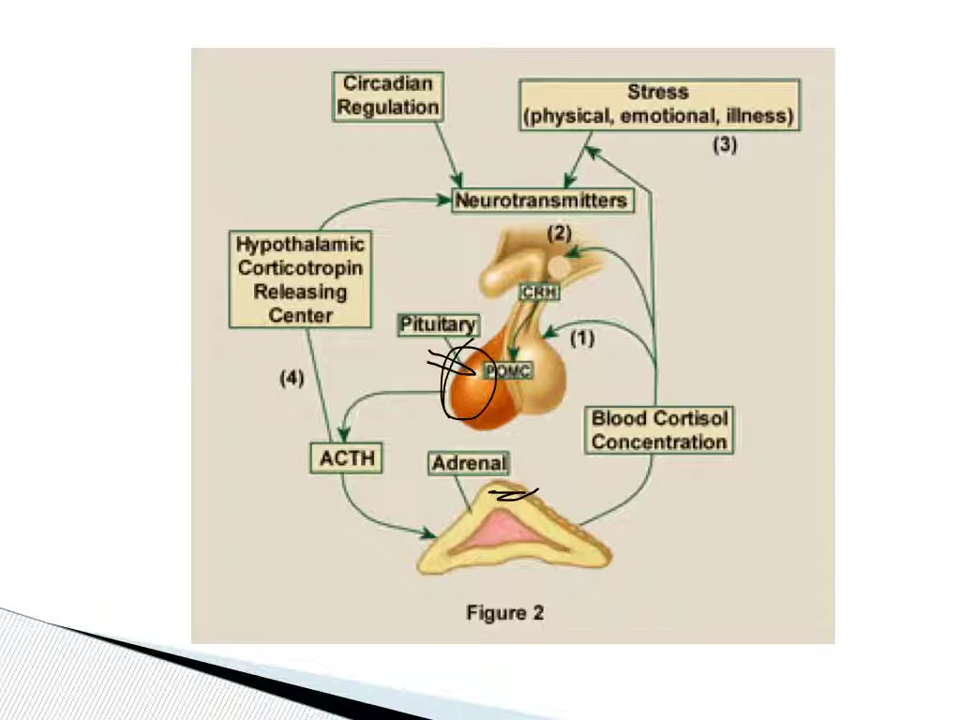 Circadian
Regulation
Stress
(physical, emotional, illness)
(3)
Neurotransmitters
(2)
Hypothalamic
Corticotropin
Releasing
Center
CRH
Pituitary
(1)
POMC
(4)
Blood Cortisol
Concentration
ACTH
Adrenal
Figure 2